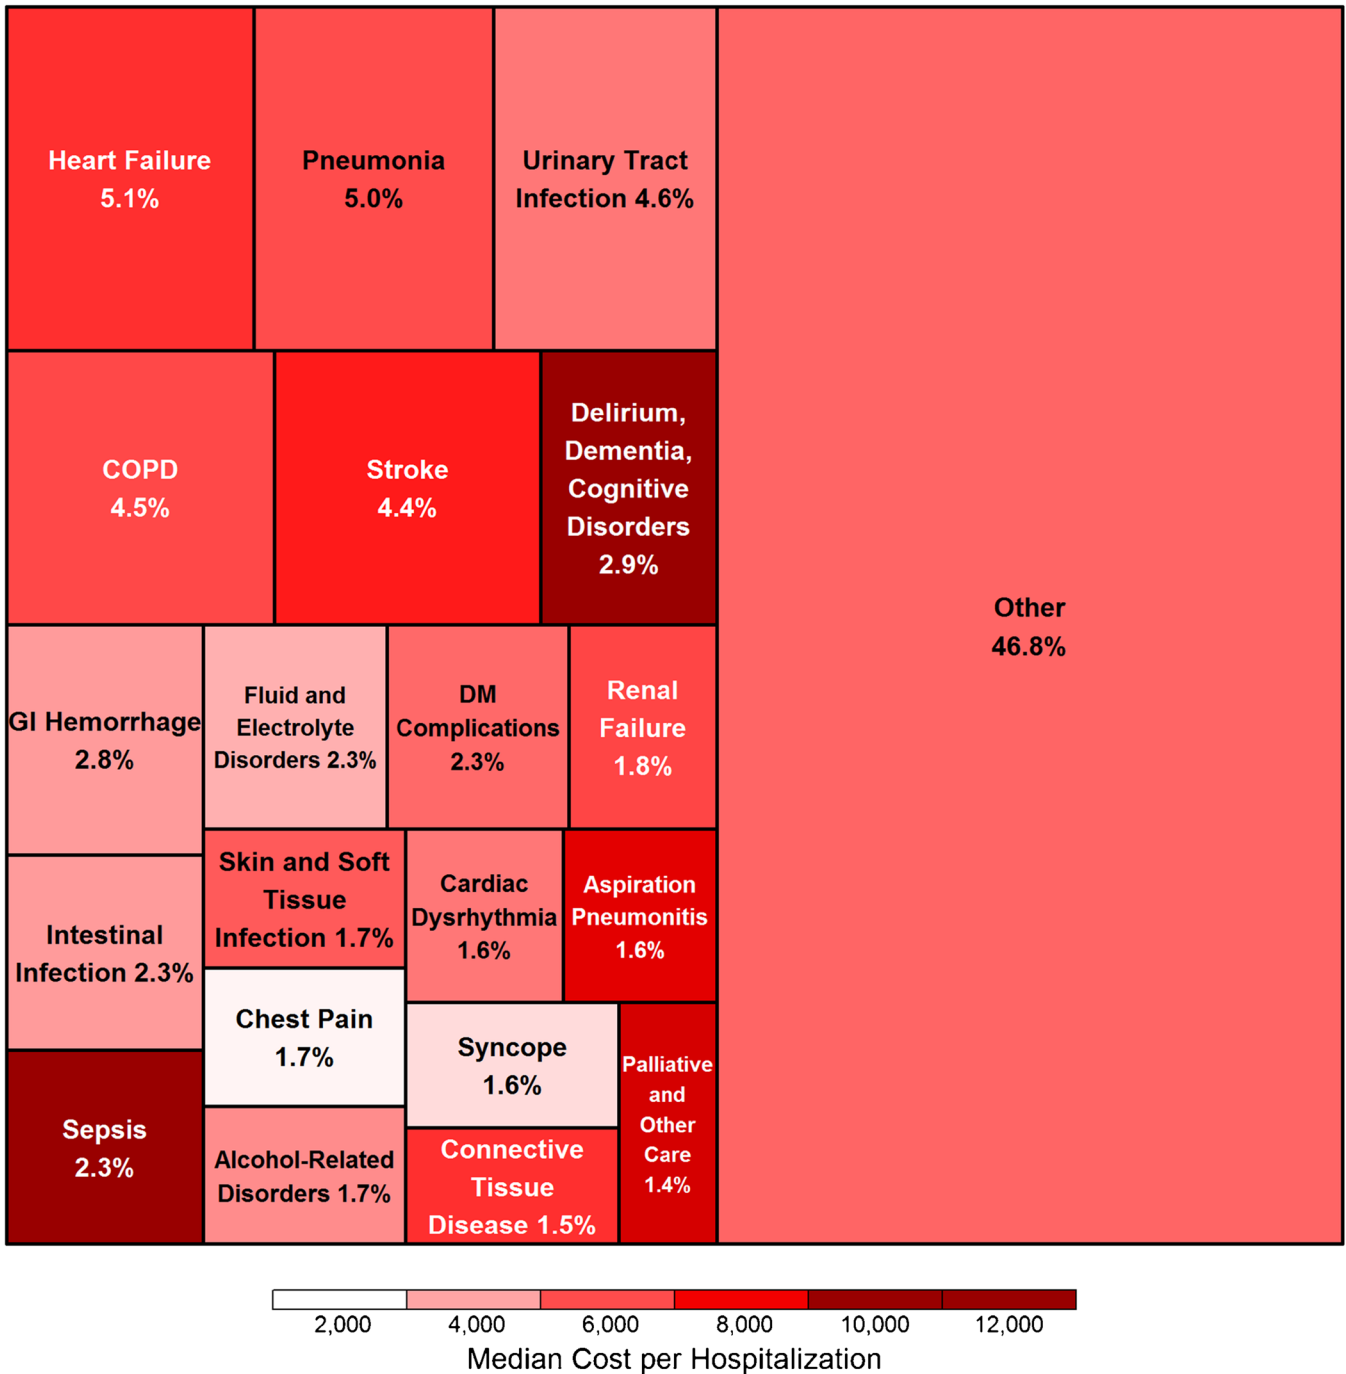 Heart Failure
5.1%
Pneumonia
5.0%
Urinary Tract
Infection 4.6%
COPD
4.5%
Stroke
4.4%
Delirium,
Dementia,
Cognitive
Disorders
2.9%
Other
46.8%
GI Hemorrhage
2.8%
Fluid and
Electrolyte
Disorders 2.3%
DM
Complications
2.3%
Renal
Failure
1.8%
Intestinal
Infection 2.3%
Skin and Soft
Tissue
Infection 1.7%
Cardiac
Dysrhythmia
1.6%
Aspiration
Pneumonitis
1.6%
Chest Pain
1.7%
Syncope
1.6%
Palliative
and
Other
Care
1.4%
Sepsis
2.3%
Alcohol-Related
Disorders 1.7%
Connective
Tissue
Disease 1.5%
2,000 4,000 6,000 8,000 10,000 12,000
Median Cost per Hospitalization